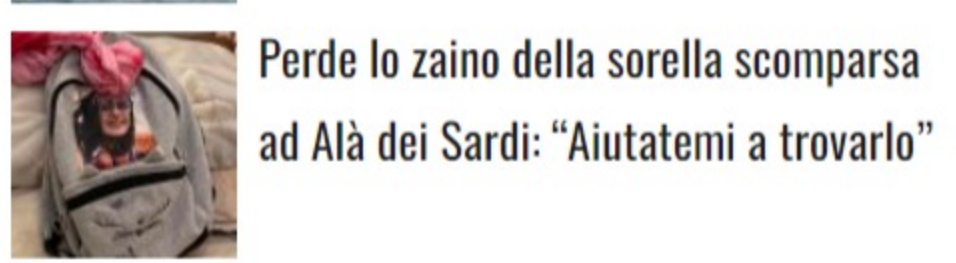 Perde lo zaino della sorella scomparsa
ad Alà dei Sardi: “Aiutatemi a trovarlo”